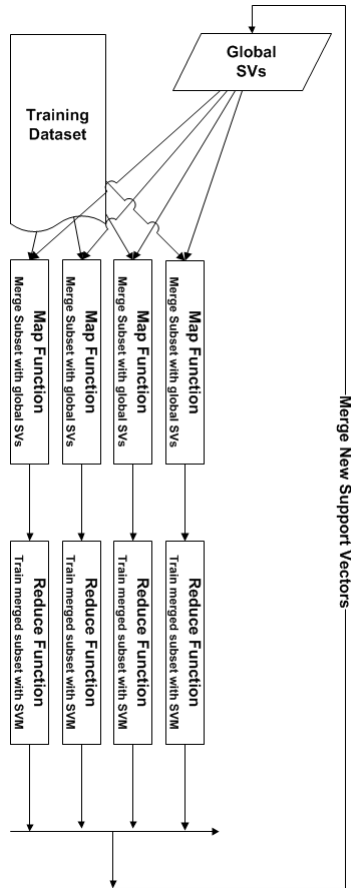 Global
SVs
Training
Dataset
Map Function
Merge Subset with global SVs
Map Function
Merge Subset with global SVs
Map Function
Merge Subset with global SVs
Map Function
Merge Subset with global SVs
Merge New Support Vectors
Reduce Function
Train merged subset with SVM
Reduce Function
Train merged subset with SVM
Reduce Function
Train merged subset with SVM
Reduce Function
Train merged subset with SVM